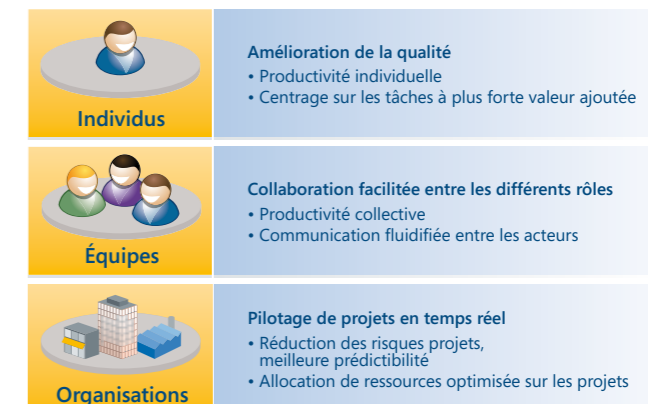 Individus
Amélioration de la qualité
• Productivité individuelle
• Centrage sur les tâches à plus forte valeur ajoutée
Équipes
Collaboration facilitée entre les différents rôles
• Productivité collective
• Communication fluidifiée entre les acteurs
Organisations
Pilotage de projets en temps réel
• Réduction des risques projets,
meilleure prédictibilité
• Allocation de ressources optimisée sur les projets